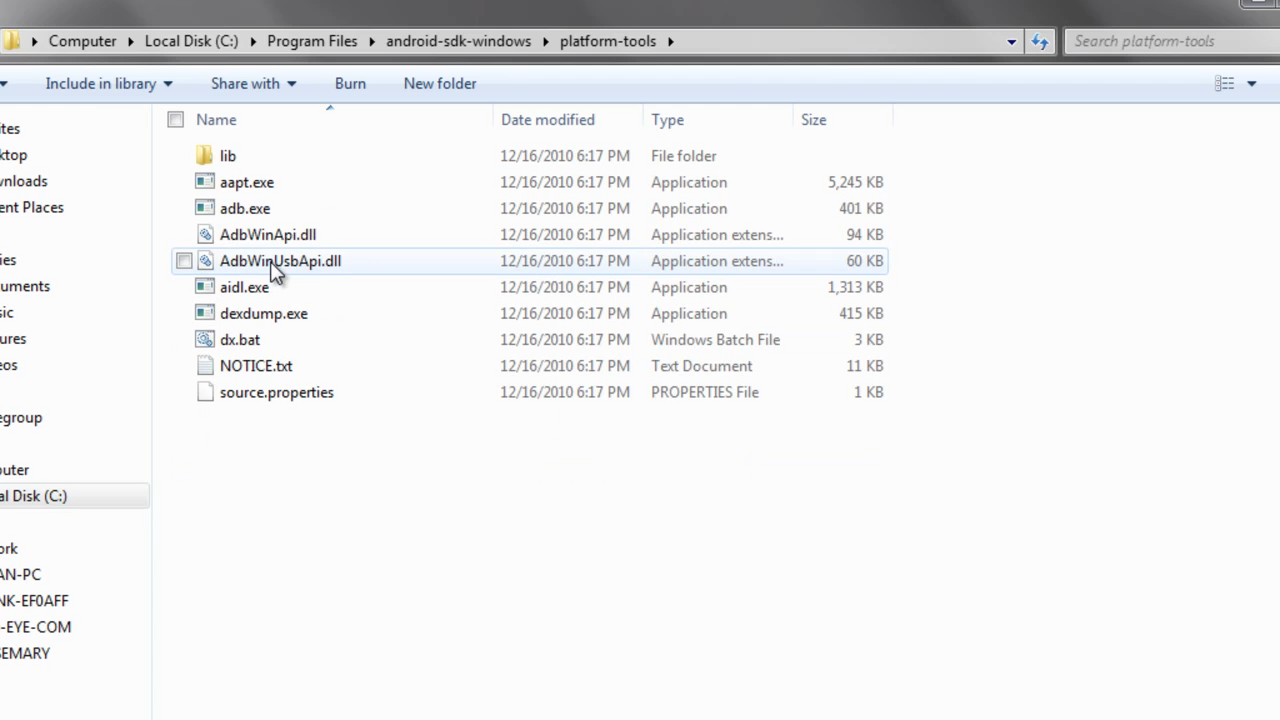 Computer Local Disk (C:) Program Files android-sdk-windows platform-tools Search platform-tools
Include in library Share with Burn New folder
Name Date modified Type Size
lib 12/16/2010 6:17 PM File folder
aapt.exe 12/16/2010 6:17 PM Application 5,245 KB
adb.exe 12/16/2010 6:17 PM Application 401 KB
AdbWinApi.dll 12/16/2010 6:17 PM Application extens... 94 KB
AdbWinUsbApi.dll 12/16/2010 6:17 PM Application extens... 60 KB
aidl.exe 12/16/2010 6:17 PM Application 1,313 KB
dexdump.exe 12/16/2010 6:17 PM Application 415 KB
dx.bat 12/16/2010 6:17 PM Windows Batch File 3 KB
NOTICE.txt 12/16/2010 6:17 PM Text Document 11 KB
source.properties 12/16/2010 6:17 PM PROPERTIES File 1 KB
ites
ktop
vnloads
ent Places
ies
uments
sic
ures
eos
egroup
puter
al Disk (C:)
ork
AN-PC
NK-EF0AFF
-EYE-COM
SEMARY